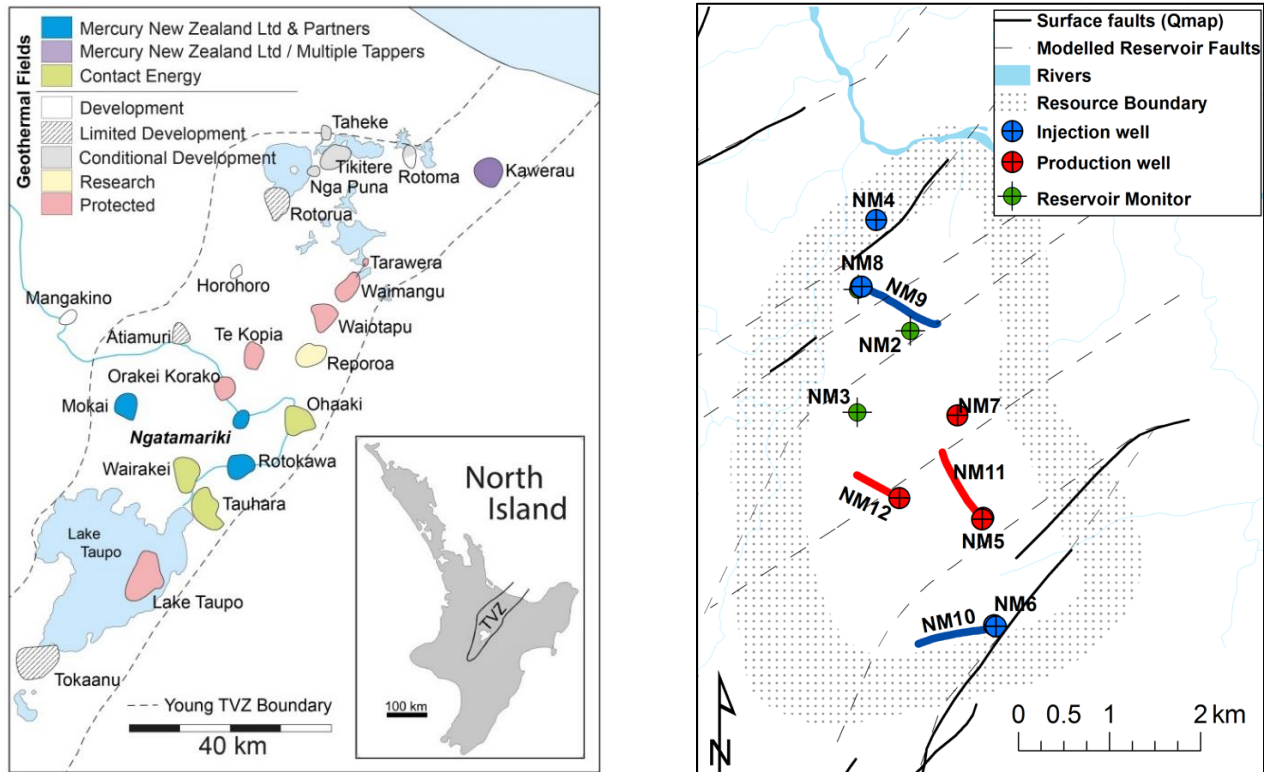 Geothermal Fields
Mercury New Zealand Ltd & Partners
Mercury New Zealand Ltd / Multiple Tappers
Contact Energy
Development
Limited Development
Conditional Development
Research
Protected
Taheke
Tikitere
Rotoma
Kawerau
Nga Puna
Rotorua
Tarawera
Horohoro
Waimangu
Mangakino
Waiotapu
Atiamuri
Te Kopia
Reporoa
Orakei Korako
Mokai
Ohaaki
Ngatamariki
Wairakei
Rotokawa
Tauhara
Lake
Taupo
Lake Taupo
Tokaanu
Young TVZ Boundary
40 km
North
Island
TVZ
100 km
Surface faults (Qmap)
Modelled Reservoir Faults
Rivers
Resource Boundary
Injection well
Production well
Reservoir Monitor
NM4
NM8
NM9
NM2
NM3
NM7
NM11
NM12
NM5
NM10
NM6
N
0 0.5 1 2 km